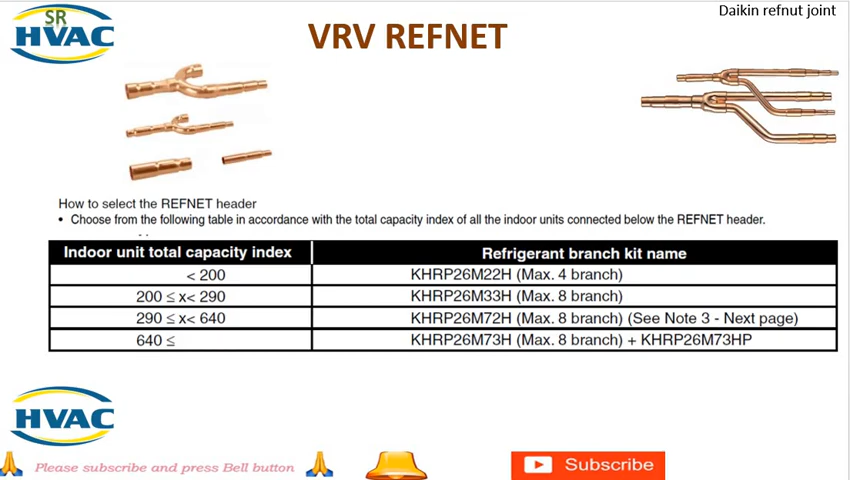 SR
HVAC
VRV REFNET
Daikin refnut joint
How to select the REFNET header
• Choose from the following table in accordance with the total capacity index of all the indoor units connected below the REFNET header.
Indoor unit total capacity index Refrigerant branch kit name
< 200 KHRP26M22H (Max. 4 branch)
200 ≤ x< 290 KHRP26M33H (Max. 8 branch)
290 ≤ x< 640 KHRP26M72H (Max. 8 branch) (See Note 3 - Next page)
640 ≤ KHRP26M73H (Max. 8 branch) + KHRP26M73HP
HVAC
Please subscribe and press Bell button
Subscribe